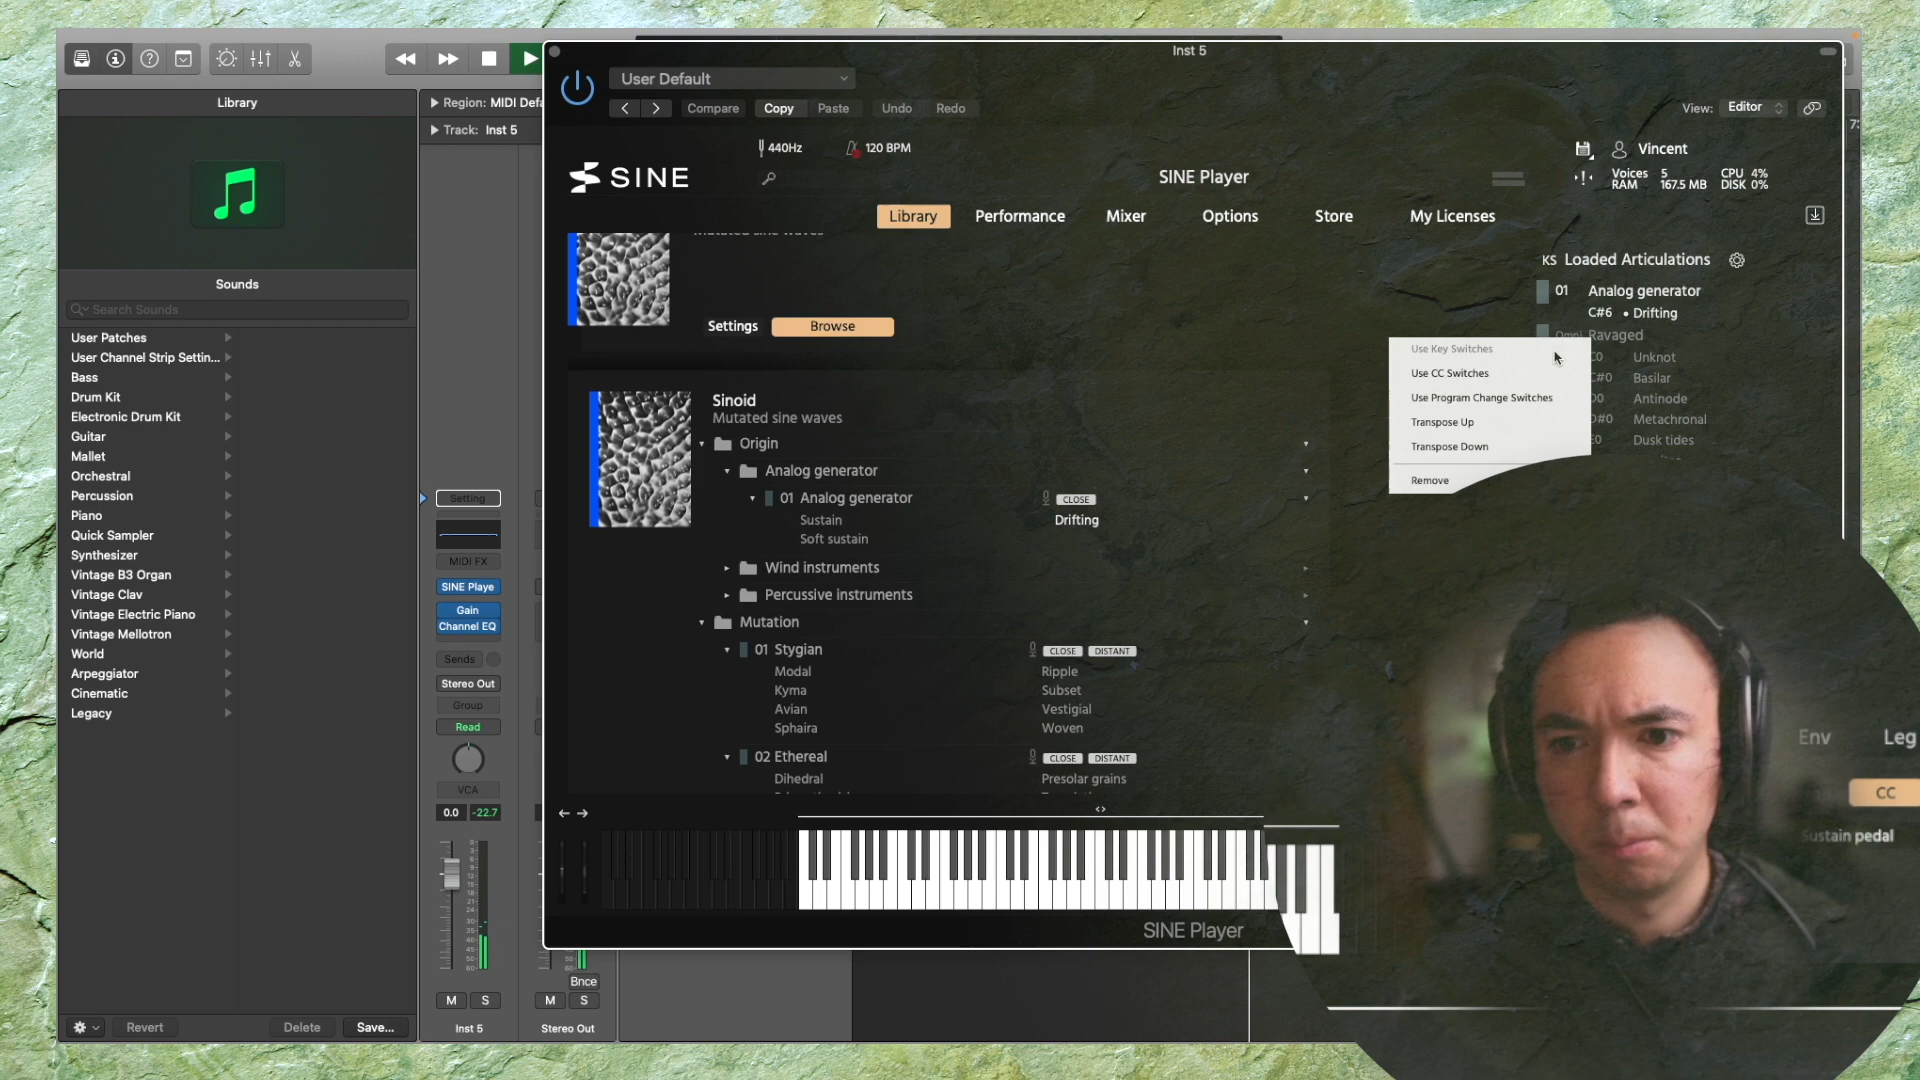 Inst 5
Library
Region: MIDI Defa
Track: Inst 5
User Default
Compare
Copy
Paste
Undo
Redo
View: Editor
440Hz
120 BPM
SINE
SINE Player
Vincent
Voices 5
RAM 167.5 MB
CPU 4%
DISK 0%
Library
Performance
Mixer
Options
Store
My Licenses
Mutated sine waves
Settings
Browse
KS Loaded Articulations
01 Analog generator
C#6 • Drifting
Omni Ravaged
C0 Unknot
C#0 Basilar
D0 Antinode
D#0 Metachronal
E0 Dusk tides
Use Key Switches
Use CC Switches
Use Program Change Switches
Transpose Up
Transpose Down
Remove
Sinoid
Mutated sine waves
Origin
Analog generator
01 Analog generator
CLOSE
Sustain
Drifting
Soft sustain
Wind instruments
Percussive instruments
Mutation
01 Stygian
CLOSE DISTANT
Modal
Ripple
Kyma
Subset
Avian
Vestigial
Sphaira
Woven
02 Ethereal
CLOSE DISTANT
Dihedral
Presolar grains
SINE Player
Env
Leg
CC
Sustain pedal
Sounds
Search Sounds
User Patches
User Channel Strip Settin...
Bass
Drum Kit
Electronic Drum Kit
Guitar
Mallet
Orchestral
Percussion
Piano
Quick Sampler
Synthesizer
Vintage B3 Organ
Vintage Clav
Vintage Electric Piano
Vintage Mellotron
World
Arpeggiator
Cinematic
Legacy
Revert
Delete
Save...
Setting
MIDI FX
SINE Playe
Gain
Channel EQ
Sends
Stereo Out
Group
Read
VCA
0.0
-22.7
M
S
Inst 5
Bnce
M
S
Stereo Out